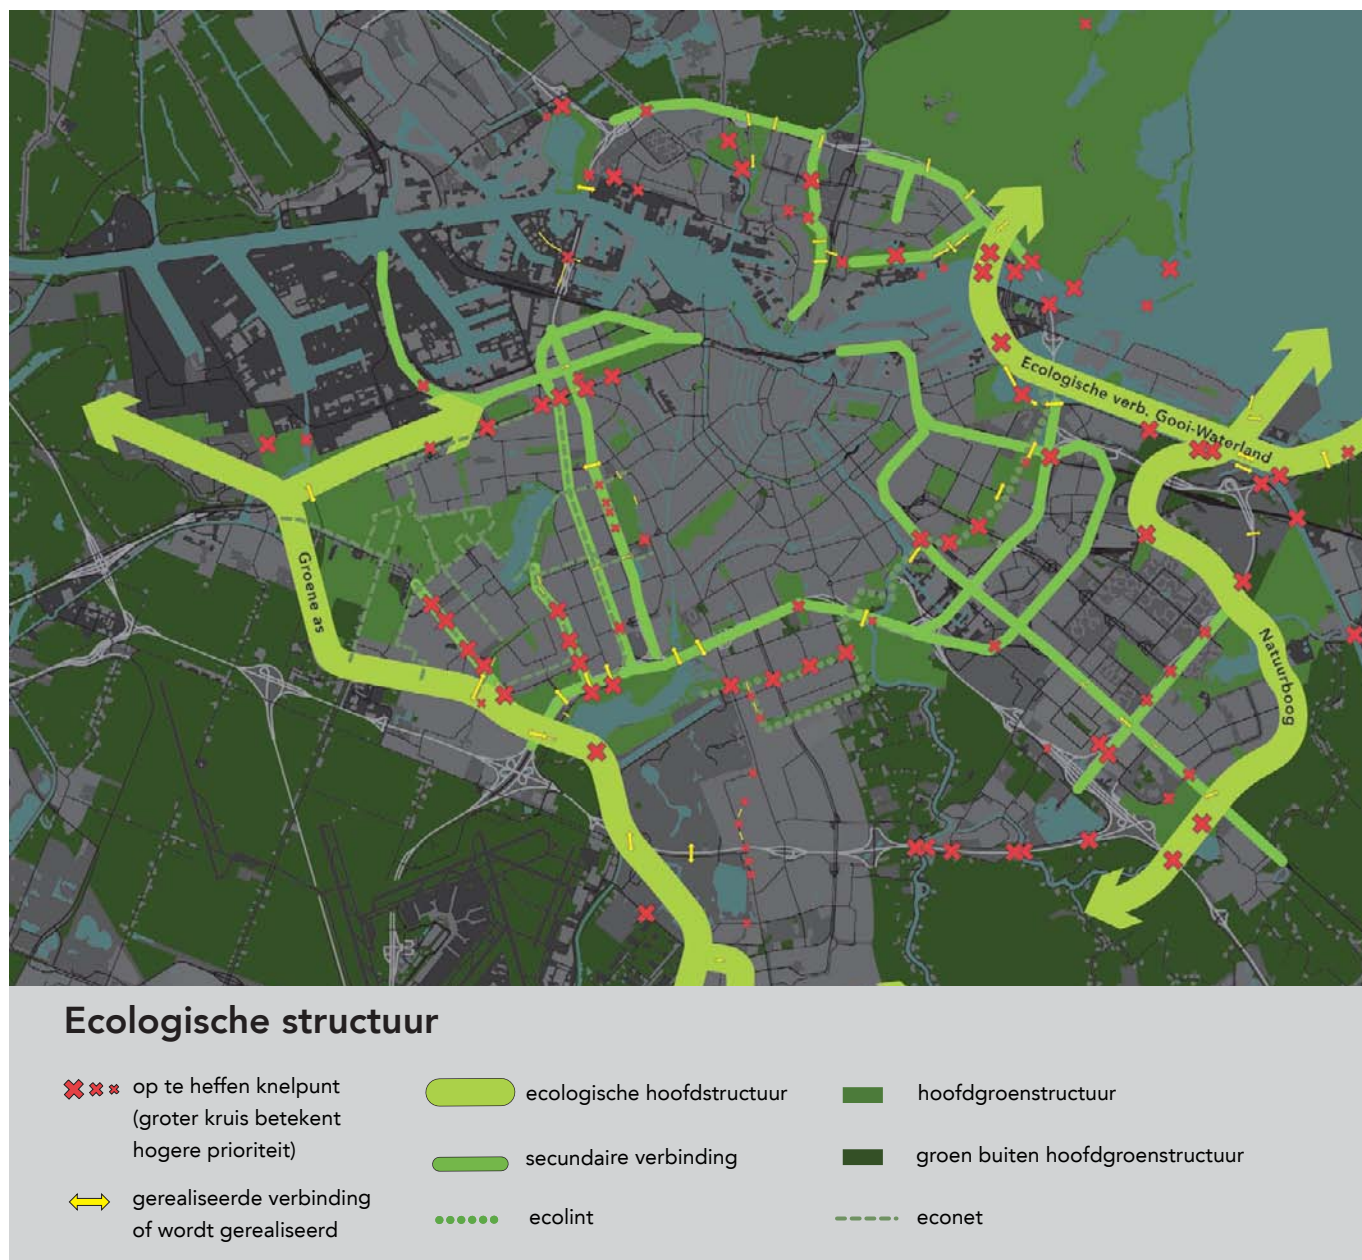 Ecologische verb. Gooi-Waterland
Groene as
Natuurboog
Ecologische structuur
op te heffen knelpunt
(groter kruis betekent
hogere prioriteit)
gerealiseerde verbinding
of wordt gerealiseerd
ecologische hoofdstructuur
secundaire verbinding
ecolint
hoofdgroenstructuur
groen buiten hoofdgroenstructuur
econet